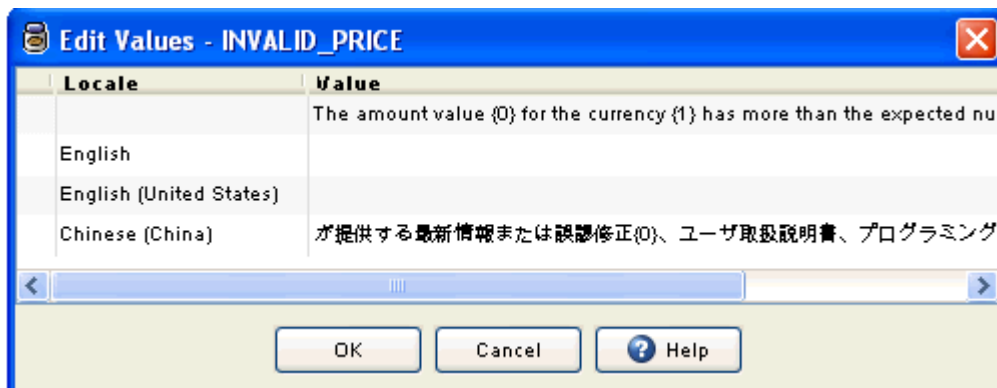 Edit Values - INVALID_PRICE
Locale Value
The amount value {0} for the currency {1} has more than the expected nu
English
English (United States)
Chinese (China) が提供する最新情報または誤謬修正{0}、ユーザ取扱説明書、プログラミング
OK Cancel Help